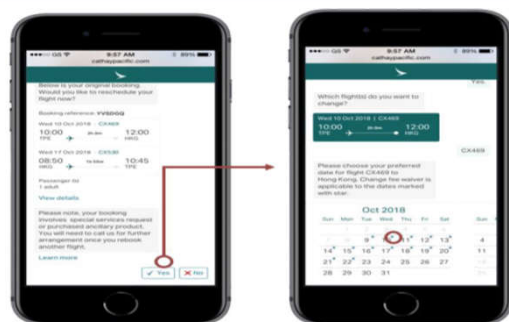 9:57 AM
89%
cathaypacific.com
Below is your original booking.
Would you like to reschedule your
flight now?
Booking reference:
Wed 10 Oct 2018 · CX469
10:00
12:00
TPE
HKG
Wed 17 Oct 2018 · CX530
08:50
10:45
HKG
TPE
Passenger list
1 adult
View details
Please note, your booking
involves special services request
or purchased ancillary product.
You will need to call us for further
arrangement once you rebook
another flight.
Learn more
Yes
No
9:57 AM
89%
cathaypacific.com
Yes.
Which flight(s) do you want to
change?
Wed 10 Oct 2018 | CX469
10:00
12:00
TPE
HKG
CX469
Please choose your preferred
date for flight CX469 to
Hong Kong. Change fee waiver is
applicable to the dates marked
with star.
Oct 2018
Sun Mon Tue Wed Thu Fri Sat Sun
9 10 11 12 13 4
14 15 16 17 18 19 20 11
21 22 23 24 25 26 27
28 29 30 31